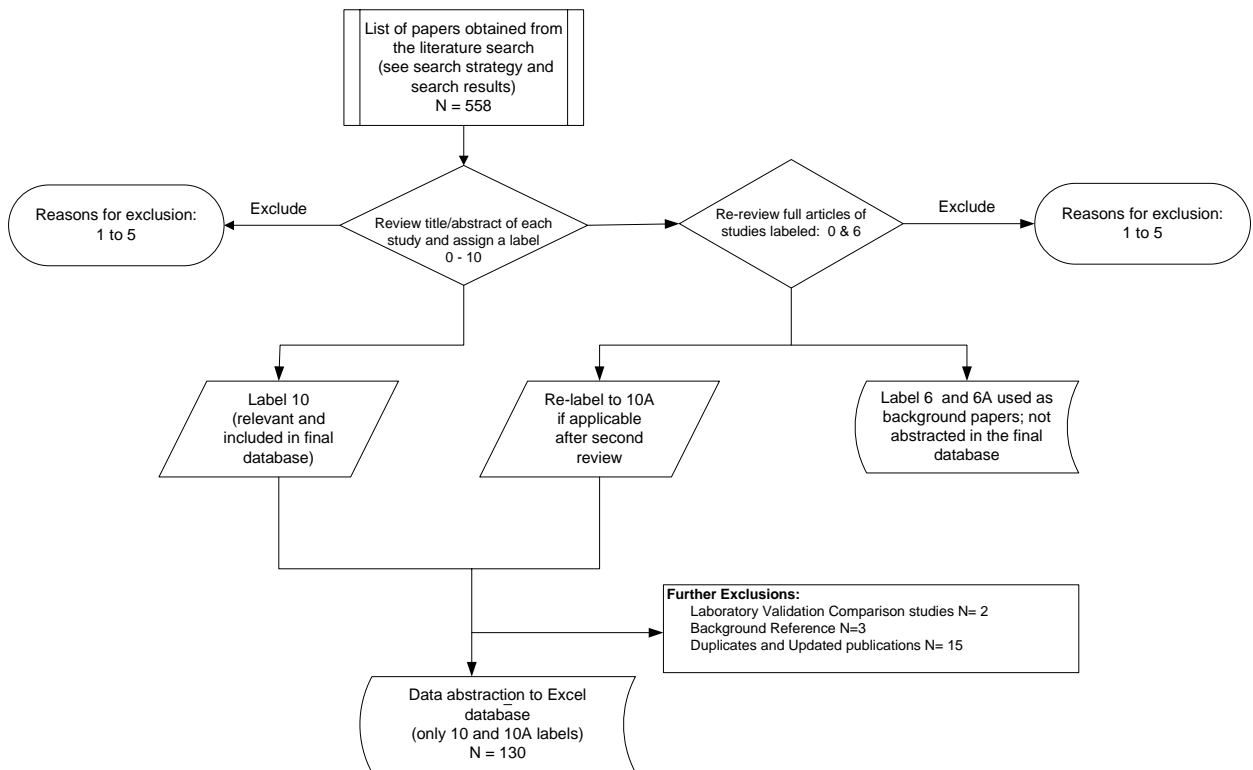 List of papers obtained from
the literature search
(see search strategy and
search results)
N = 558
Reasons for exclusion:
1 to 5
Exclude
Review title/abstract of each
study and assign a label
0 - 10
Re-review full articles of
studies labeled: 0 & 6
Exclude
Reasons for exclusion:
1 to 5
Label 10
(relevant and
included in final
database)
Re-label to 10A
if applicable
after second
review
Label 6 and 6A used as
background papers; not
abstracted in the final
database
Further Exclusions:
Laboratory Validation Comparison studies N= 2
Background Reference N=3
Duplicates and Updated publications N= 15
Data abstraction to Excel
database
(only 10 and 10A labels)
N = 130